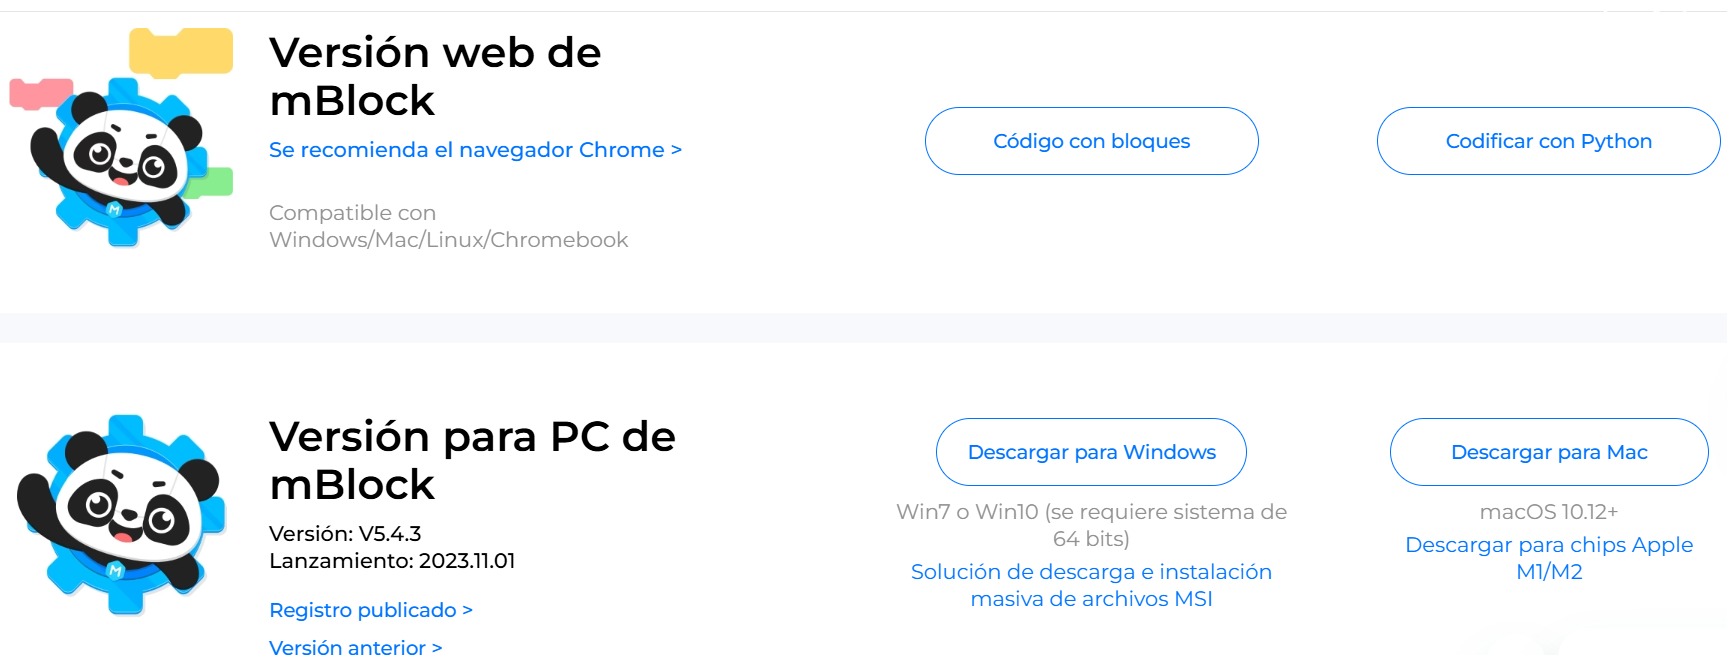 Versión web de
mBlock
Se recomienda el navegador Chrome >
Compatible con
Windows/Mac/Linux/Chromebook
Código con bloques
Codificar con Python
Versión para PC de
mBlock
Versión: V5.4.3
Lanzamiento: 2023.11.01
Registro publicado >
Versión anterior >
Descargar para Windows
Win7 o Win10 (se requiere sistema de
64 bits)
Solución de descarga e instalación
masiva de archivos MSI
Descargar para Mac
macOS 10.12+
Descargar para chips Apple
M1/M2
M
M